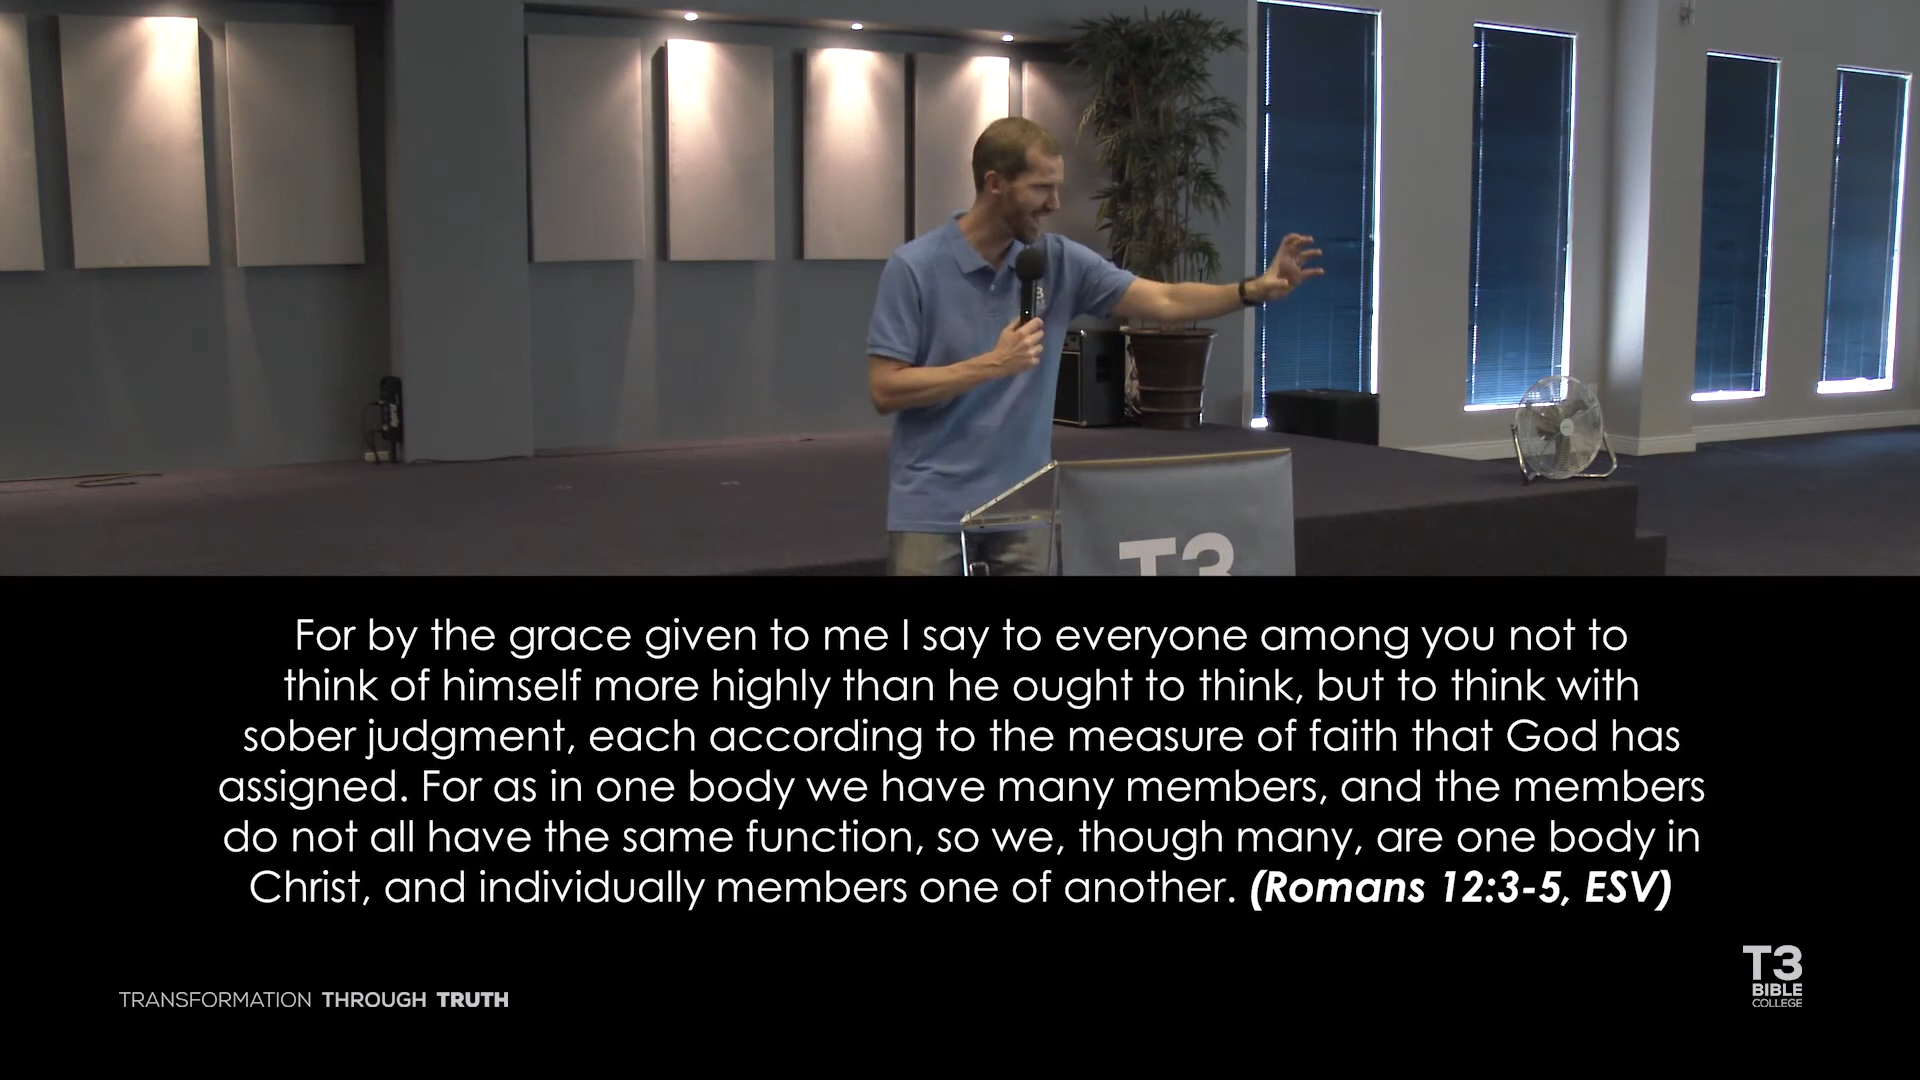 3
T3
For by the grace given to me I say to everyone among you not to
think of himself more highly than he ought to think, but to think with
sober judgment, each according to the measure of faith that God has
assigned. For as in one body we have many members, and the members
do not all have the same function, so we, though many, are one body in
Christ, and individually members one of another. (Romans 12:3-5, ESV)
T3
BIBLE
COLLEGE
TRANSFORMATION THROUGH TRUTH